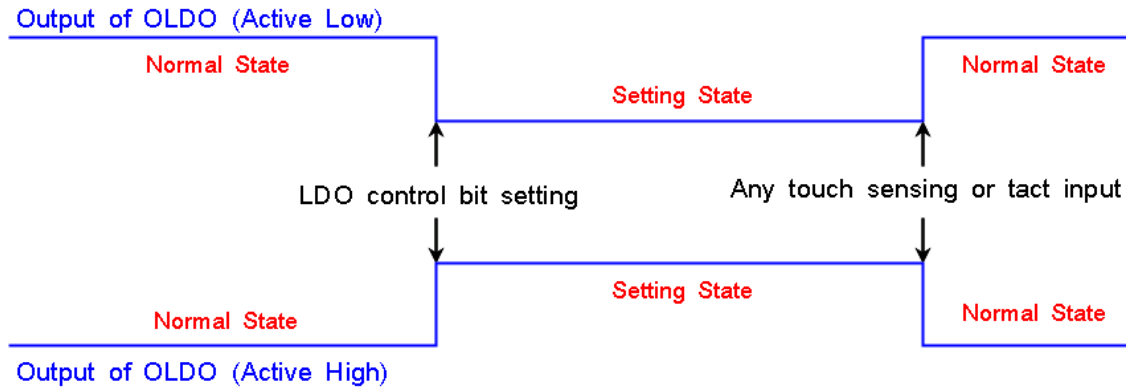 Output of OLDO (Active Low)
Normal State
Normal State
Setting State
LDO control bit setting
Any touch sensing or tact input
Setting State
Normal State
Normal State
Output of OLDO (Active High)